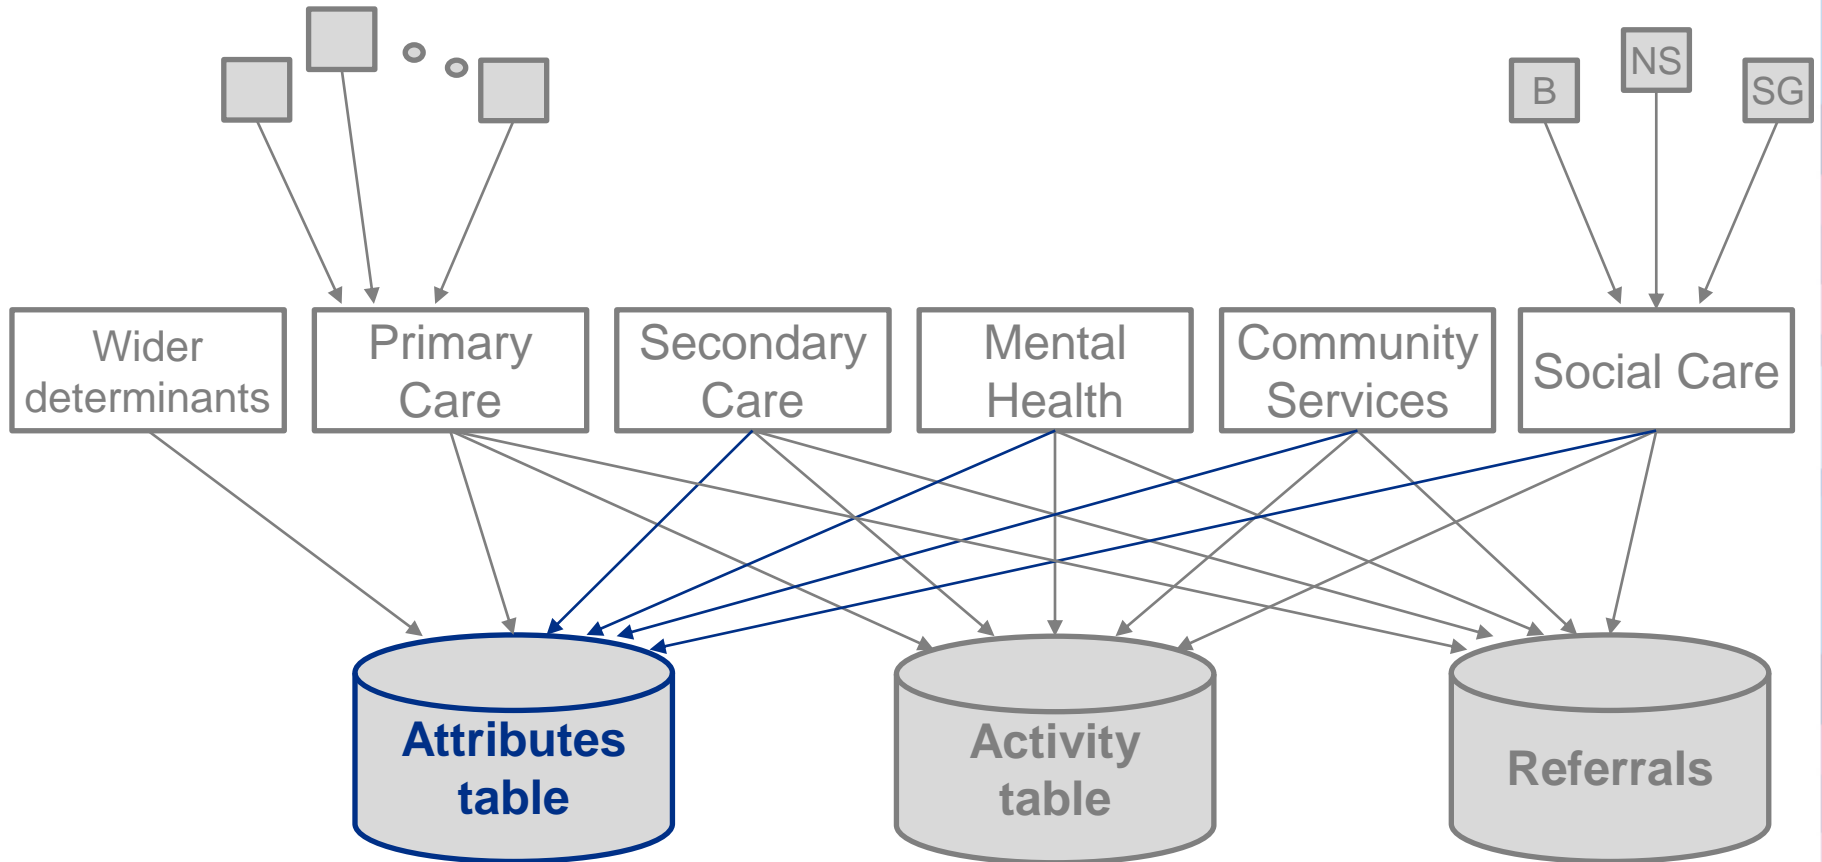 B
NS
SG
Wider
determinants
Primary
Care
Secondary
Care
Mental
Health
Community
Services
Social Care
Attributes
table
Activity
table
Referrals